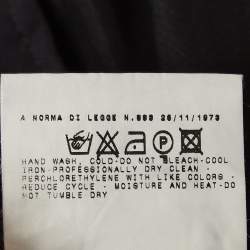 A NORMA DI LEGGE N.883 26/11/1973
P
HAND WASH, COLD-DO NOT BLEACH-COOL
IRON-PROFESSIONALLY DRY CLEAN -
PERCHLORETHYLENE WITH LIKE COLORS -
REDUCE CYCLE - MOISTURE AND HEAT-DO
NOT TUMBLE DRY